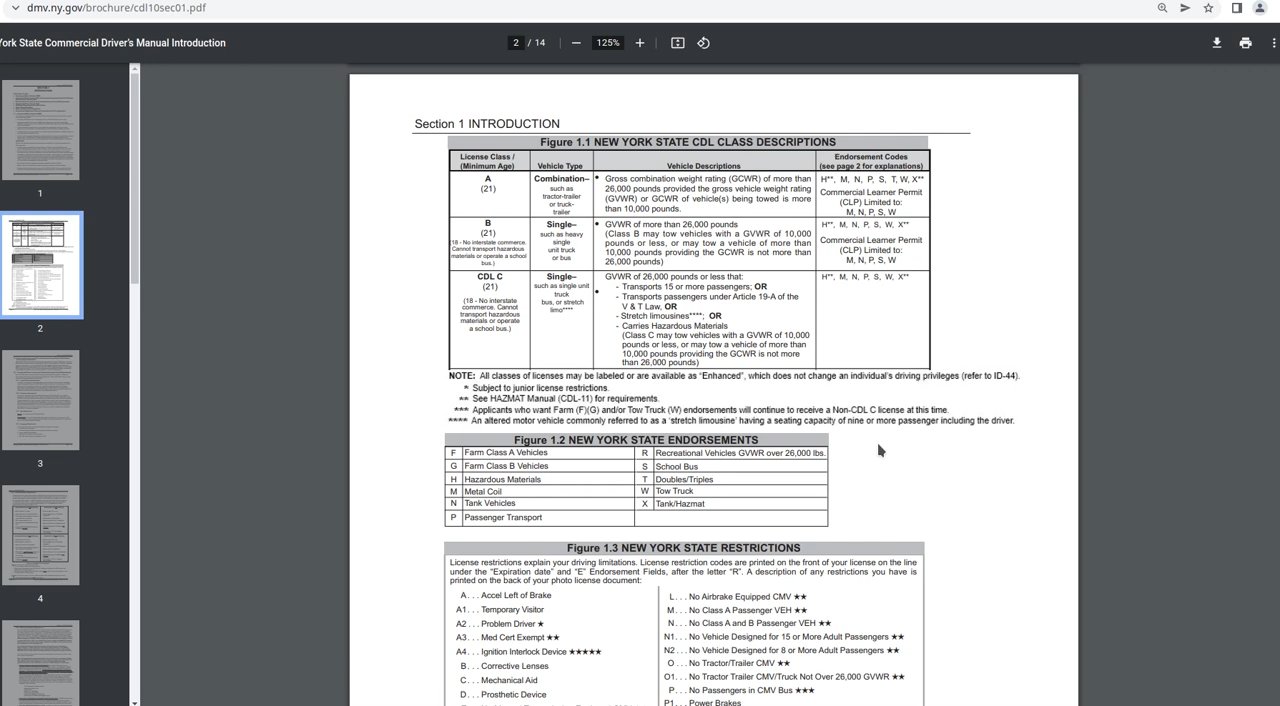 dmv.ny.gov/brochure/cdl10sec01.pdf
York State Commercial Driver's Manual Introduction
2 / 14
125%
1
2
3
4
Section 1 INTRODUCTION
Figure 1.1 NEW YORK STATE CDL CLASS DESCRIPTIONS
License Class / (Minimum Age) Vehicle Type Vehicle Descriptions Endorsement Codes (see page 2 for explanations)
A
(21)
Combination–
such as
tractor-trailer
or truck-
trailer
• Gross combination weight rating (GCWR) of more than
26,000 pounds provided the gross vehicle weight rating
(GVWR) or GCWR of vehicle(s) being towed is more
than 10,000 pounds.
H**, M, N, P, S, T, W, X**
Commercial Learner Permit
(CLP) Limited to:
M, N, P, S, W
B
(21)
(18 - No interstate commerce.
Cannot transport hazardous
materials or operate a school
bus.)
Single–
such as heavy
single
unit truck
or bus
• GVWR of more than 26,000 pounds
(Class B may tow vehicles with a GVWR of 10,000
pounds or less, or may tow a vehicle of more than
10,000 pounds providing the GCWR is not more than
26,000 pounds)
H**, M, N, P, S, W, X**
Commercial Learner Permit
(CLP) Limited to:
M, N, P, S, W
CDL C
(21)
(18 - No interstate
commerce. Cannot
transport hazardous
materials or operate
a school bus.)
Single–
such as single unit
truck
bus, or stretch
limo****
• GVWR of 26,000 pounds or less that:
- Transports 15 or more passengers; OR
- Transports passengers under Article 19-A of the
V & T Law, OR
- Stretch limousines****; OR
- Carries Hazardous Materials
(Class C may tow vehicles with a GVWR of 10,000
pounds or less, or may tow a vehicle of more than
10,000 pounds providing the GCWR is not more
than 26,000 pounds)
H**, M, N, P, S, W, X**
NOTE: All classes of licenses may be labeled or are available as "Enhanced", which does not change an individual's driving privileges (refer to ID-44).
* Subject to junior license restrictions.
** See HAZMAT Manual (CDL-11) for requirements.
*** Applicants who want Farm (F)(G) and/or Tow Truck (W) endorsements will continue to receive a Non-CDL C license at this time.
**** An altered motor vehicle commonly referred to as a 'stretch limousine' having a seating capacity of nine or more passenger including the driver.
Figure 1.2 NEW YORK STATE ENDORSEMENTS
F Farm Class A Vehicles R Recreational Vehicles GVWR over 26,000 lbs.
G Farm Class B Vehicles S School Bus
H Hazardous Materials T Doubles/Triples
M Metal Coil W Tow Truck
N Tank Vehicles X Tank/Hazmat
P Passenger Transport
Figure 1.3 NEW YORK STATE RESTRICTIONS
License restrictions explain your driving limitations. License restriction codes are printed on the front of your license on the line
under the "Expiration date" and "E" Endorsement Fields, after the letter "R". A description of any restrictions you have is
printed on the back of your photo license document:
A . . . Accel Left of Brake
A1 . . . Temporary Visitor
A2 . . . Problem Driver ★
A3 . . . Med Cert Exempt ★★
A4 . . . Ignition Interlock Device ★★★★★
B . . . Corrective Lenses
C . . . Mechanical Aid
D . . . Prosthetic Device
L . . . No Airbrake Equipped CMV ★★
M . . . No Class A Passenger VEH ★★
N . . . No Class A and B Passenger VEH ★★
N1 . . . No Vehicle Designed for 15 or More Adult Passengers ★★
N2 . . . No Vehicle Designed for 8 or More Adult Passengers ★★
O . . . No Tractor/Trailer CMV ★★
O1 . . . No Tractor Trailer CMV/Truck Not Over 26,000 GVWR ★★
P . . . No Passengers in CMV Bus ★★★
P1 . . . Power Brakes